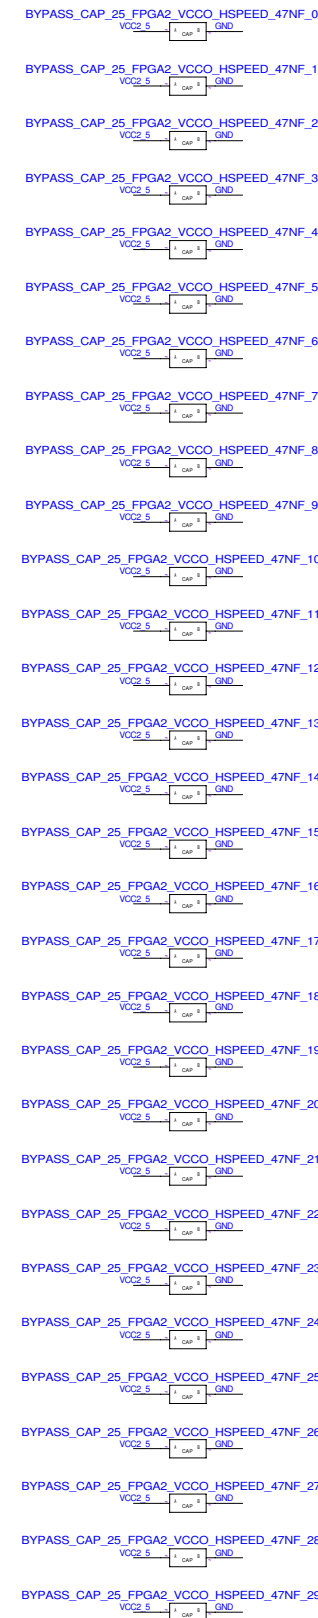 BYPASS_CAP_25_FPGA2_VCCO_HSPEED_47NF_0
VCC2_5 GND
A B
CAP
BYPASS_CAP_25_FPGA2_VCCO_HSPEED_47NF_1
VCC2_5 GND
A B
CAP
BYPASS_CAP_25_FPGA2_VCCO_HSPEED_47NF_2
VCC2_5 GND
A B
CAP
BYPASS_CAP_25_FPGA2_VCCO_HSPEED_47NF_3
VCC2_5 GND
A B
CAP
BYPASS_CAP_25_FPGA2_VCCO_HSPEED_47NF_4
VCC2_5 GND
A B
CAP
BYPASS_CAP_25_FPGA2_VCCO_HSPEED_47NF_5
VCC2_5 GND
A B
CAP
BYPASS_CAP_25_FPGA2_VCCO_HSPEED_47NF_6
VCC2_5 GND
A B
CAP
BYPASS_CAP_25_FPGA2_VCCO_HSPEED_47NF_7
VCC2_5 GND
A B
CAP
BYPASS_CAP_25_FPGA2_VCCO_HSPEED_47NF_8
VCC2_5 GND
A B
CAP
BYPASS_CAP_25_FPGA2_VCCO_HSPEED_47NF_9
VCC2_5 GND
A B
CAP
BYPASS_CAP_25_FPGA2_VCCO_HSPEED_47NF_10
VCC2_5 GND
A B
CAP
BYPASS_CAP_25_FPGA2_VCCO_HSPEED_47NF_11
VCC2_5 GND
A B
CAP
BYPASS_CAP_25_FPGA2_VCCO_HSPEED_47NF_12
VCC2_5 GND
A B
CAP
BYPASS_CAP_25_FPGA2_VCCO_HSPEED_47NF_13
VCC2_5 GND
A B
CAP
BYPASS_CAP_25_FPGA2_VCCO_HSPEED_47NF_14
VCC2_5 GND
A B
CAP
BYPASS_CAP_25_FPGA2_VCCO_HSPEED_47NF_15
VCC2_5 GND
A B
CAP
BYPASS_CAP_25_FPGA2_VCCO_HSPEED_47NF_16
VCC2_5 GND
A B
CAP
BYPASS_CAP_25_FPGA2_VCCO_HSPEED_47NF_17
VCC2_5 GND
A B
CAP
BYPASS_CAP_25_FPGA2_VCCO_HSPEED_47NF_18
VCC2_5 GND
A B
CAP
BYPASS_CAP_25_FPGA2_VCCO_HSPEED_47NF_19
VCC2_5 GND
A B
CAP
BYPASS_CAP_25_FPGA2_VCCO_HSPEED_47NF_20
VCC2_5 GND
A B
CAP
BYPASS_CAP_25_FPGA2_VCCO_HSPEED_47NF_21
VCC2_5 GND
A B
CAP
BYPASS_CAP_25_FPGA2_VCCO_HSPEED_47NF_22
VCC2_5 GND
A B
CAP
BYPASS_CAP_25_FPGA2_VCCO_HSPEED_47NF_23
VCC2_5 GND
A B
CAP
BYPASS_CAP_25_FPGA2_VCCO_HSPEED_47NF_24
VCC2_5 GND
A B
CAP
BYPASS_CAP_25_FPGA2_VCCO_HSPEED_47NF_25
VCC2_5 GND
A B
CAP
BYPASS_CAP_25_FPGA2_VCCO_HSPEED_47NF_26
VCC2_5 GND
A B
CAP
BYPASS_CAP_25_FPGA2_VCCO_HSPEED_47NF_27
VCC2_5 GND
A B
CAP
BYPASS_CAP_25_FPGA2_VCCO_HSPEED_47NF_28
VCC2_5 GND
A B
CAP
BYPASS_CAP_25_FPGA2_VCCO_HSPEED_47NF_29
VCC2_5 GND
A B
CAP